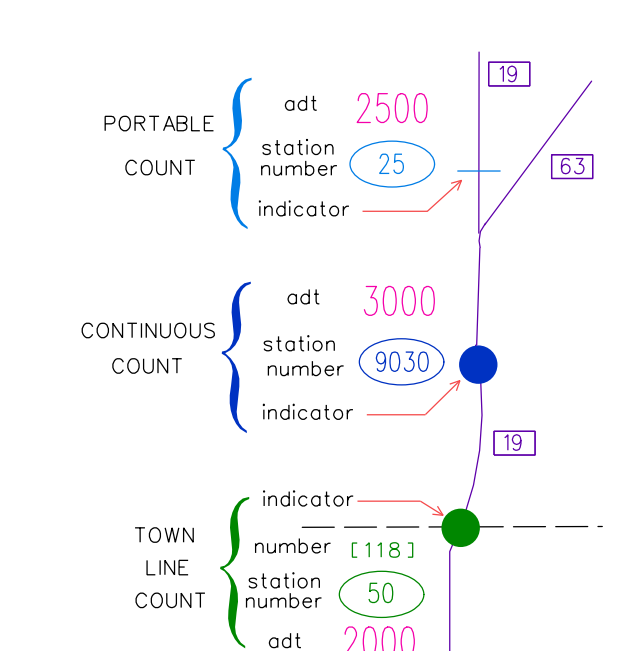 19
adt 2500
PORTABLE
COUNT
station
number
25
63
indicator
adt 3000
CONTINUOUS
COUNT
station
number
9030
indicator
19
indicator
TOWN
LINE
COUNT
number [118]
station
number
50
adt 2000